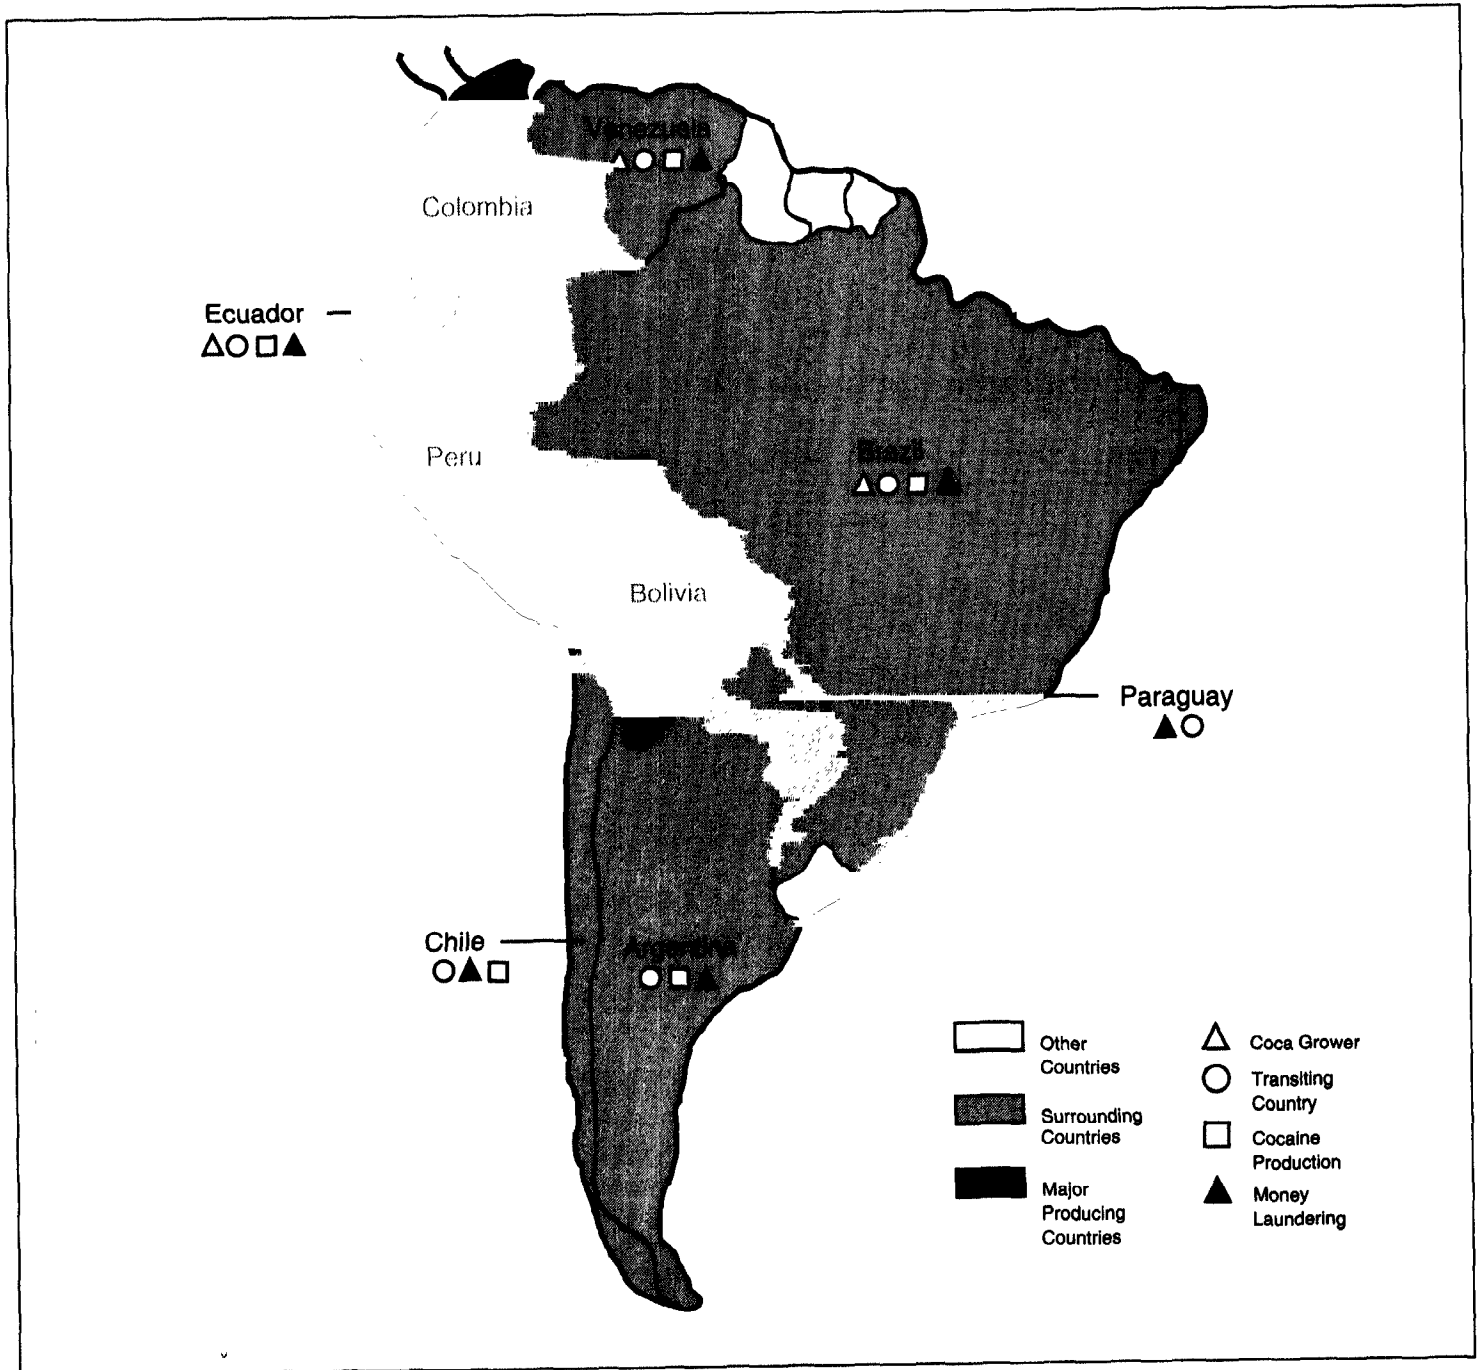 Venezuela
Colombia
Ecuador
Peru
Brazil
Bolivia
Paraguay
Chile
Argentina
Other
Countries
Surrounding
Countries
Major
Producing
Countries
Coca Grower
Transiting
Country
Cocaine
Production
Money
Laundering